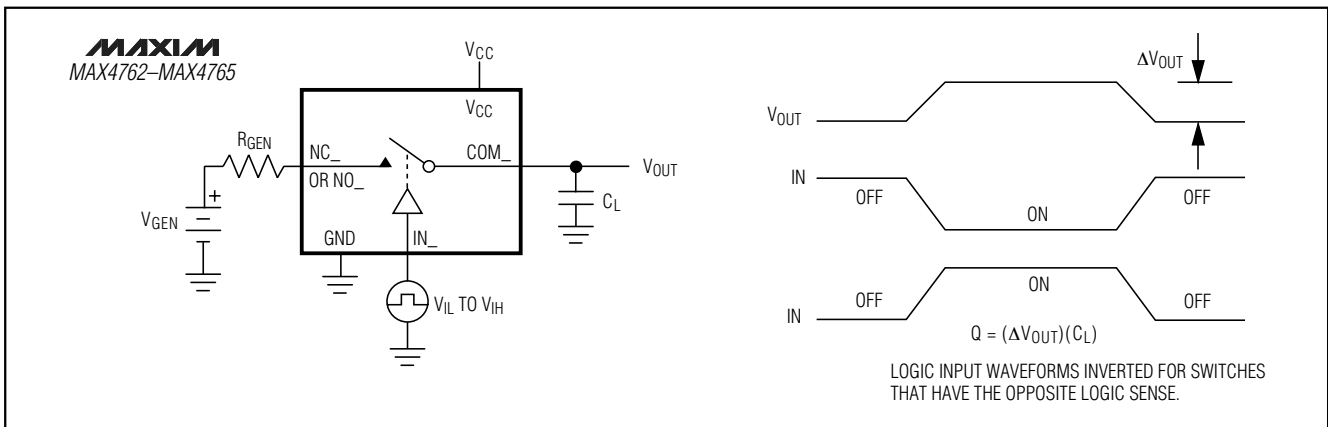 MAXIM
MAX4762–MAX4765
VCC
VCC
RGEN
NC_
OR NO_
COM_
VOUT
CL
+
VGEN
GND
IN_
VIL TO VIH
ΔVOUT
VOUT
IN
OFF
ON
OFF
IN
OFF
ON
OFF
Q = (ΔVOUT)(CL)
LOGIC INPUT WAVEFORMS INVERTED FOR SWITCHES
THAT HAVE THE OPPOSITE LOGIC SENSE.